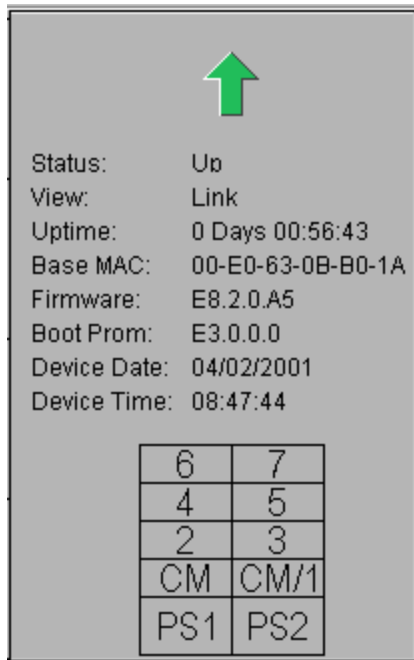 Status: Up
View: Link
Uptime: 0 Days 00:56:43
Base MAC: 00-E0-63-0B-B0-1A
Firmware: E8.2.0.A5
Boot Prom: E3.0.0.0
Device Date: 04/02/2001
Device Time: 08:47:44
6 7
4 5
2 3
CM CM/1
PS1 PS2